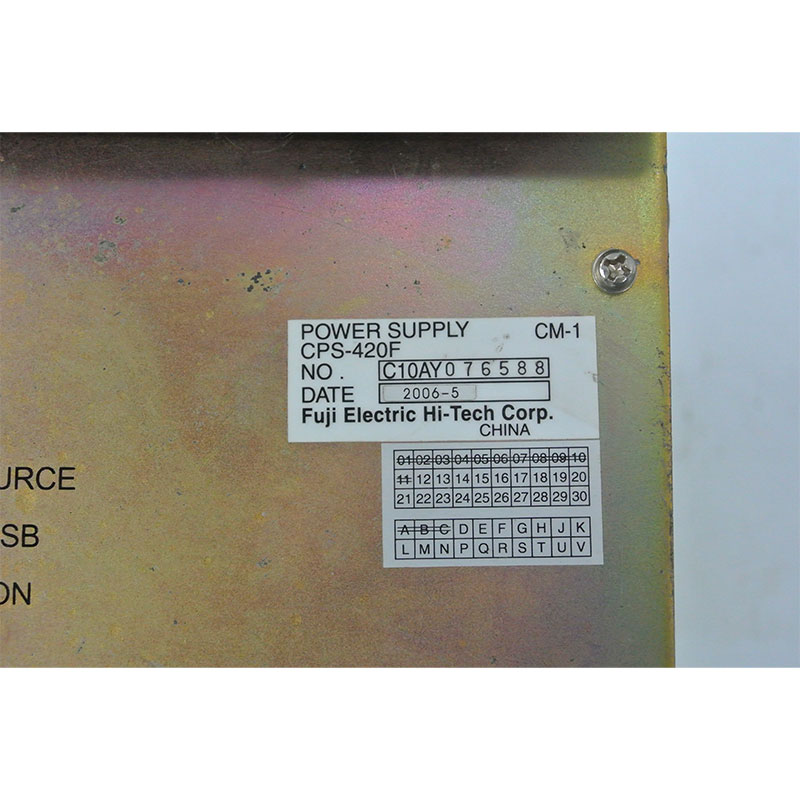 POWER SUPPLY CM-1
CPS-420F
NO. C10AY076588
DATE 2006-5
Fuji Electric Hi-Tech Corp.
CHINA
01 02 03 04 05 06 07 08 09 10
11 12 13 14 15 16 17 18 19 20
21 22 23 24 25 26 27 28 29 30
A B C D E F G H J K
L M N P Q R S T U V
URCE
SB
ON